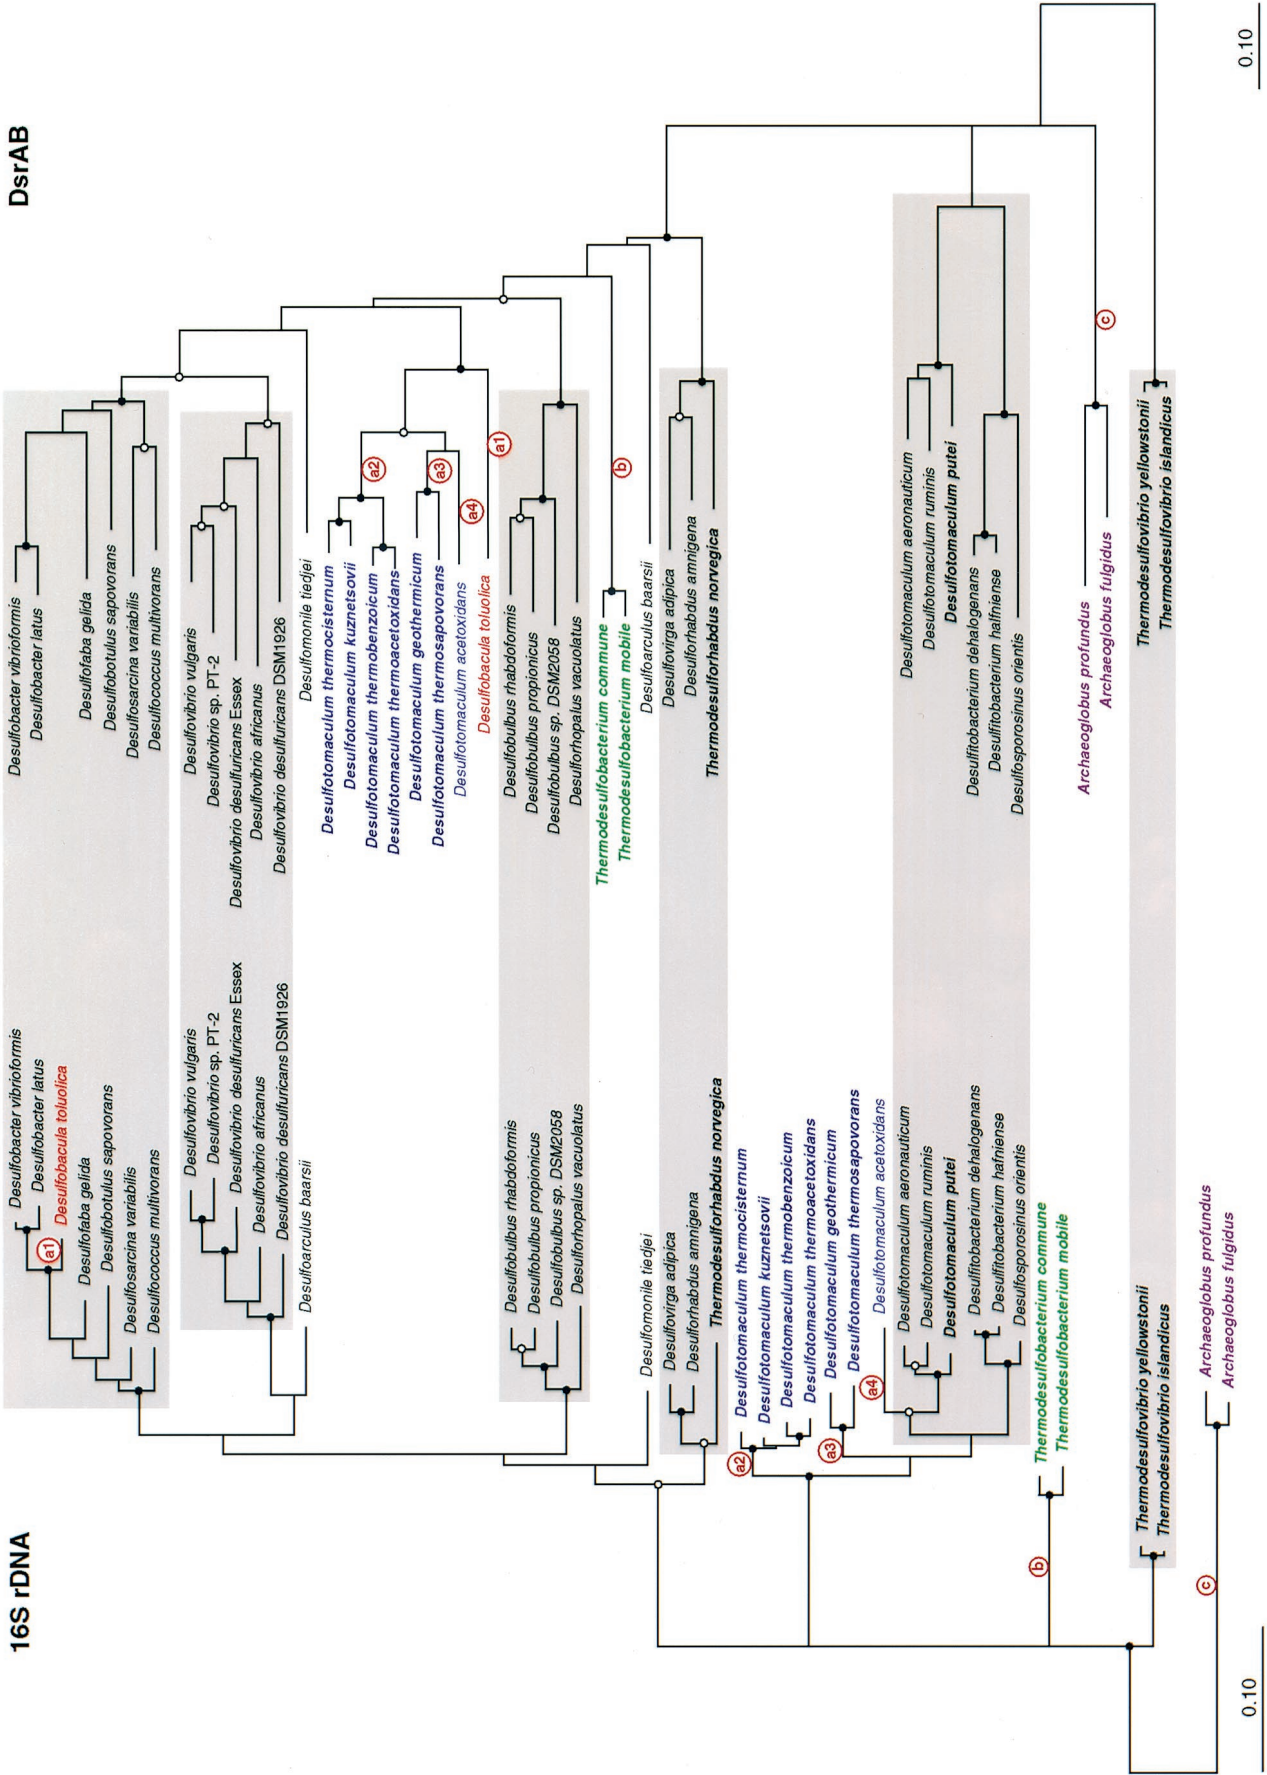 16S rDNA
DsrAB
Desulfobacter vibrioformis
Desulfobacter latus
Desulfobacula toluolica
Desulfofaba gelida
Desulfobotulus sapovorans
Desulfosarcina variabilis
Desulfococcus multivorans
Desulfovibrio vulgaris
Desulfovibrio sp. PT-2
Desulfovibrio desulfuricans Essex
Desulfovibrio africanus
Desulfovibrio desulfuricans DSM1926
Desulfoarculus baarsii
Desulfobulbus rhabdoformis
Desulfobulbus propionicus
Desulfobulbus sp. DSM2058
Desulforhopalus vacuolatus
Desulfomonile tiedjei
Desulfovirga adipica
Desulforhabdus amnigena
Thermodesulforhabdus norvegica
Desulfotomaculum thermocisternum
Desulfotomaculum kuznetsovii
Desulfotomaculum thermobenzoicum
Desulfotomaculum thermoacetoxidans
Desulfotomaculum geothermicum
Desulfotomaculum thermosapovorans
Desulfotomaculum acetoxidans
Desulfotomaculum aeronauticum
Desulfotomaculum ruminis
Desulfotomaculum putei
Desulfitobacterium dehalogenans
Desulfitobacterium hafniense
Desulfosporosinus orientis
Thermodesulfobacterium commune
Thermodesulfobacterium mobile
Thermodesulfovibrio yellowstonii
Thermodesulfovibrio islandicus
Archaeoglobus profundus
Archaeoglobus fulgidus
a1
a2
a3
a4
b
c
0.10
Desulfobacter vibrioformis
Desulfobacter latus
Desulfofaba gelida
Desulfobotulus sapovorans
Desulfosarcina variabilis
Desulfococcus multivorans
Desulfovibrio vulgaris
Desulfovibrio sp. PT-2
Desulfovibrio desulfuricans Essex
Desulfovibrio africanus
Desulfovibrio desulfuricans DSM1926
Desulfomonile tiedjei
Desulfotomaculum thermocisternum
Desulfotomaculum kuznetsovii
Desulfotomaculum thermobenzoicum
Desulfotomaculum thermoacetoxidans
Desulfotomaculum geothermicum
Desulfotomaculum thermosapovorans
Desulfotomaculum acetoxidans
Desulfobacula toluolica
Desulfobulbus rhabdoformis
Desulfobulbus propionicus
Desulfobulbus sp. DSM2058
Desulforhopalus vacuolatus
Thermodesulfobacterium commune
Thermodesulfobacterium mobile
Desulfoarculus baarsii
Desulfovirga adipica
Desulforhabdus amnigena
Thermodesulforhabdus norvegica
Desulfotomaculum aeronauticum
Desulfotomaculum ruminis
Desulfotomaculum putei
Desulfitobacterium dehalogenans
Desulfitobacterium hafniense
Desulfosporosinus orientis
Archaeoglobus profundus
Archaeoglobus fulgidus
Thermodesulfovibrio yellowstonii
Thermodesulfovibrio islandicus
a2
a3
a4
a1
b
c
0.10